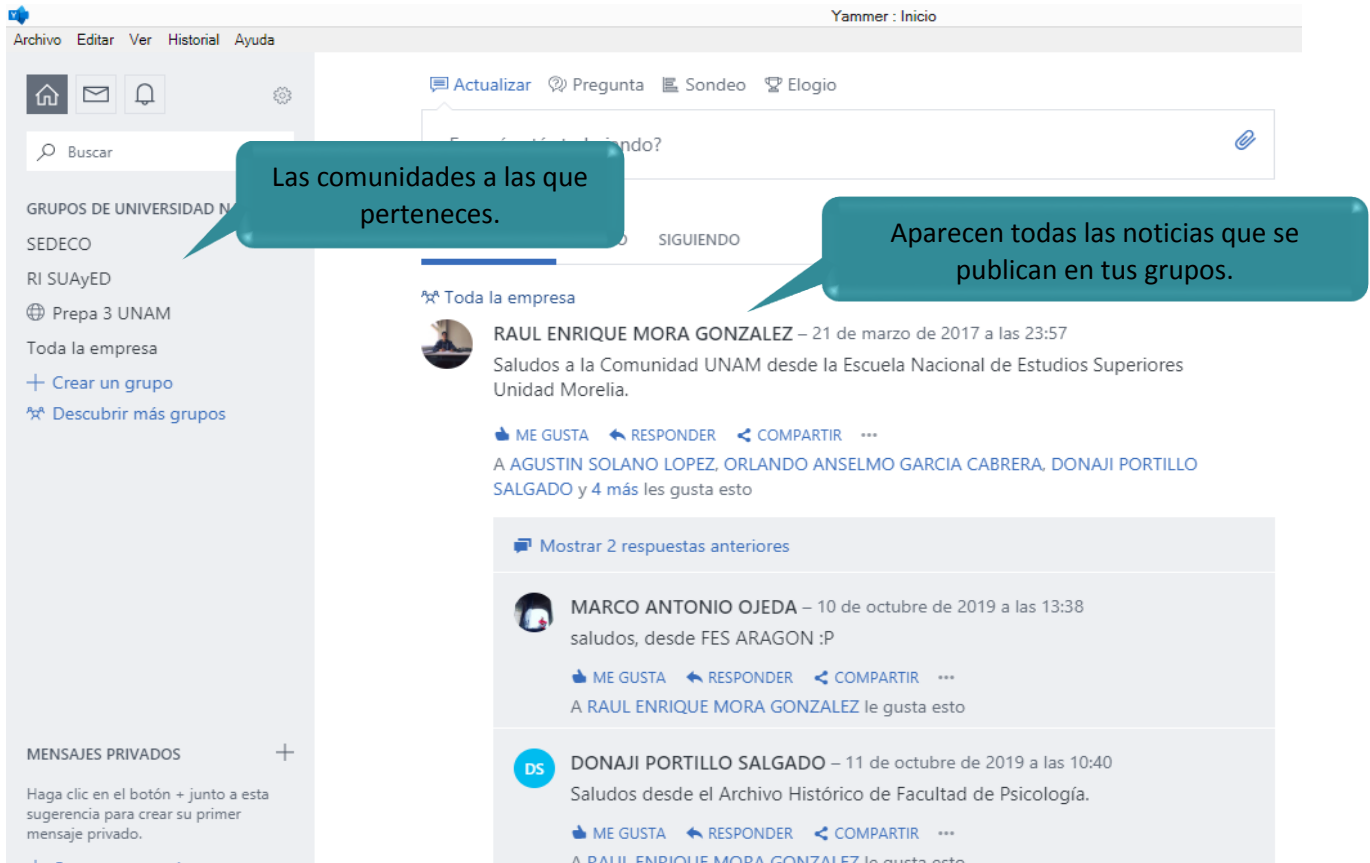 Yammer : Inicio
Archivo Editar Ver Historial Ayuda
Actualizar Pregunta Sondeo Elogio
Buscar
Las comunidades a las que
perteneces.
GRUPOS DE UNIVERSIDAD
SEDECO
RI SUAyED
Prepa 3 UNAM
Toda la empresa
+ Crear un grupo
Descubrir más grupos
MENSAJES PRIVADOS +
Haga clic en el botón + junto a esta
sugerencia para crear su primer
mensaje privado.
SIGUIENDO
Aparecen todas las noticias que se
publican en tus grupos.
Toda la empresa
RAUL ENRIQUE MORA GONZALEZ – 21 de marzo de 2017 a las 23:57
Saludos a la Comunidad UNAM desde la Escuela Nacional de Estudios Superiores
Unidad Morelia.
ME GUSTA RESPONDER COMPARTIR ···
A AGUSTIN SOLANO LOPEZ, ORLANDO ANSELMO GARCIA CABRERA, DONAJI PORTILLO
SALGADO y 4 más les gusta esto
Mostrar 2 respuestas anteriores
MARCO ANTONIO OJEDA – 10 de octubre de 2019 a las 13:38
saludos, desde FES ARAGON :P
ME GUSTA RESPONDER COMPARTIR ···
A RAUL ENRIQUE MORA GONZALEZ le gusta esto
DS
DONAJI PORTILLO SALGADO – 11 de octubre de 2019 a las 10:40
Saludos desde el Archivo Histórico de Facultad de Psicología.
ME GUSTA RESPONDER COMPARTIR ···
A RAUL ENRIQUE MORA GONZALEZ le gusta esto